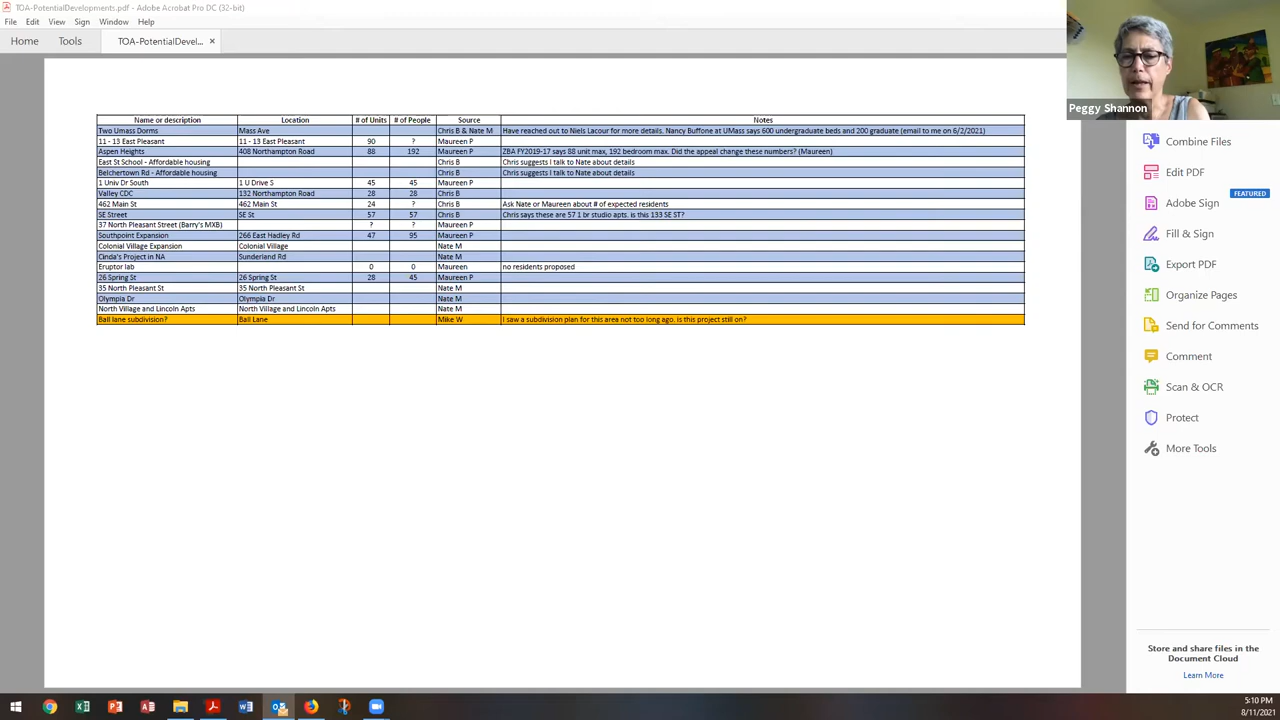 TOA-PotentialDevelopments.pdf - Adobe Acrobat Pro DC (32-bit)
File Edit View Sign Window Help
Home Tools TOA-PotentialDevel... ×
Peggy Shannon
Name or description Location # of Units # of People Source Notes
Two Umass Dorms Mass Ave Chris B & Nate M Have reached out to Niels Lacour for more details. Nancy Buffone at UMass says 600 undergraduate beds and 200 graduate (email to me on 6/2/2021)
11 - 13 East Pleasant 11 - 13 East Pleasant 90 ? Maureen P
Aspen Heights 408 Northampton Road 88 192 Maureen P ZBA FY2019-17 says 88 unit max, 192 bedroom max. Did the appeal change these numbers? (Maureen)
East St School - Affordable housing Chris B Chris suggests I talk to Nate about details
Belchertown Rd - Affordable housing Chris B Chris suggests I talk to Nate about details
1 Univ Dr South 1 U Drive S 45 45 Maureen P
Valley CDC 132 Northampton Road 28 28 Chris B
462 Main St 462 Main St 24 ? Chris B Ask Nate or Maureen about # of expected residents
SE Street SE St 57 57 Chris B Chris says these are 57 1 br studio apts. is this 133 SE ST?
37 North Pleasant Street (Barry's MXB) ? ? Maureen P
Southpoint Expansion 266 East Hadley Rd 47 95 Maureen P
Colonial Village Expansion Colonial Village Nate M
Cinda's Project in NA Sunderland Rd Nate M
Eruptor lab 0 0 Maureen no residents proposed
26 Spring St 26 Spring St 28 45 Maureen P
35 North Pleasant St 35 North Pleasant St Nate M
Olympia Dr Olympia Dr Nate M
North Village and Lincoln Apts North Village and Lincoln Apts Nate M
Ball lane subdivision? Ball Lane Mike W I saw a subdivision plan for this area not too long ago. is this project still on?
Combine Files
Edit PDF
FEATURED
Adobe Sign
Fill & Sign
Export PDF
Organize Pages
Send for Comments
Comment
Scan & OCR
Protect
More Tools
Store and share files in the
Document Cloud
Learn More
5:10 PM
8/11/2021